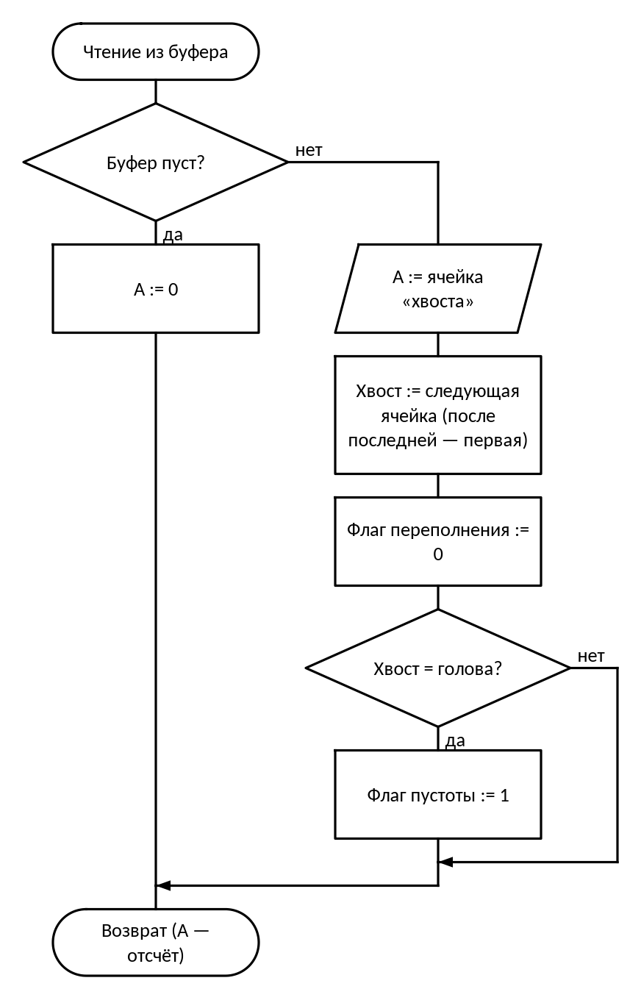 Чтение из буфера
Буфер пуст?
нет
да
А := 0
А := ячейка
«хвоста»
Хвост := следующая
ячейка (после
последней — первая)
Флаг переполнения :=
0
Хвост = голова?
нет
да
Флаг пустоты := 1
Возврат (А —
отсчёт)